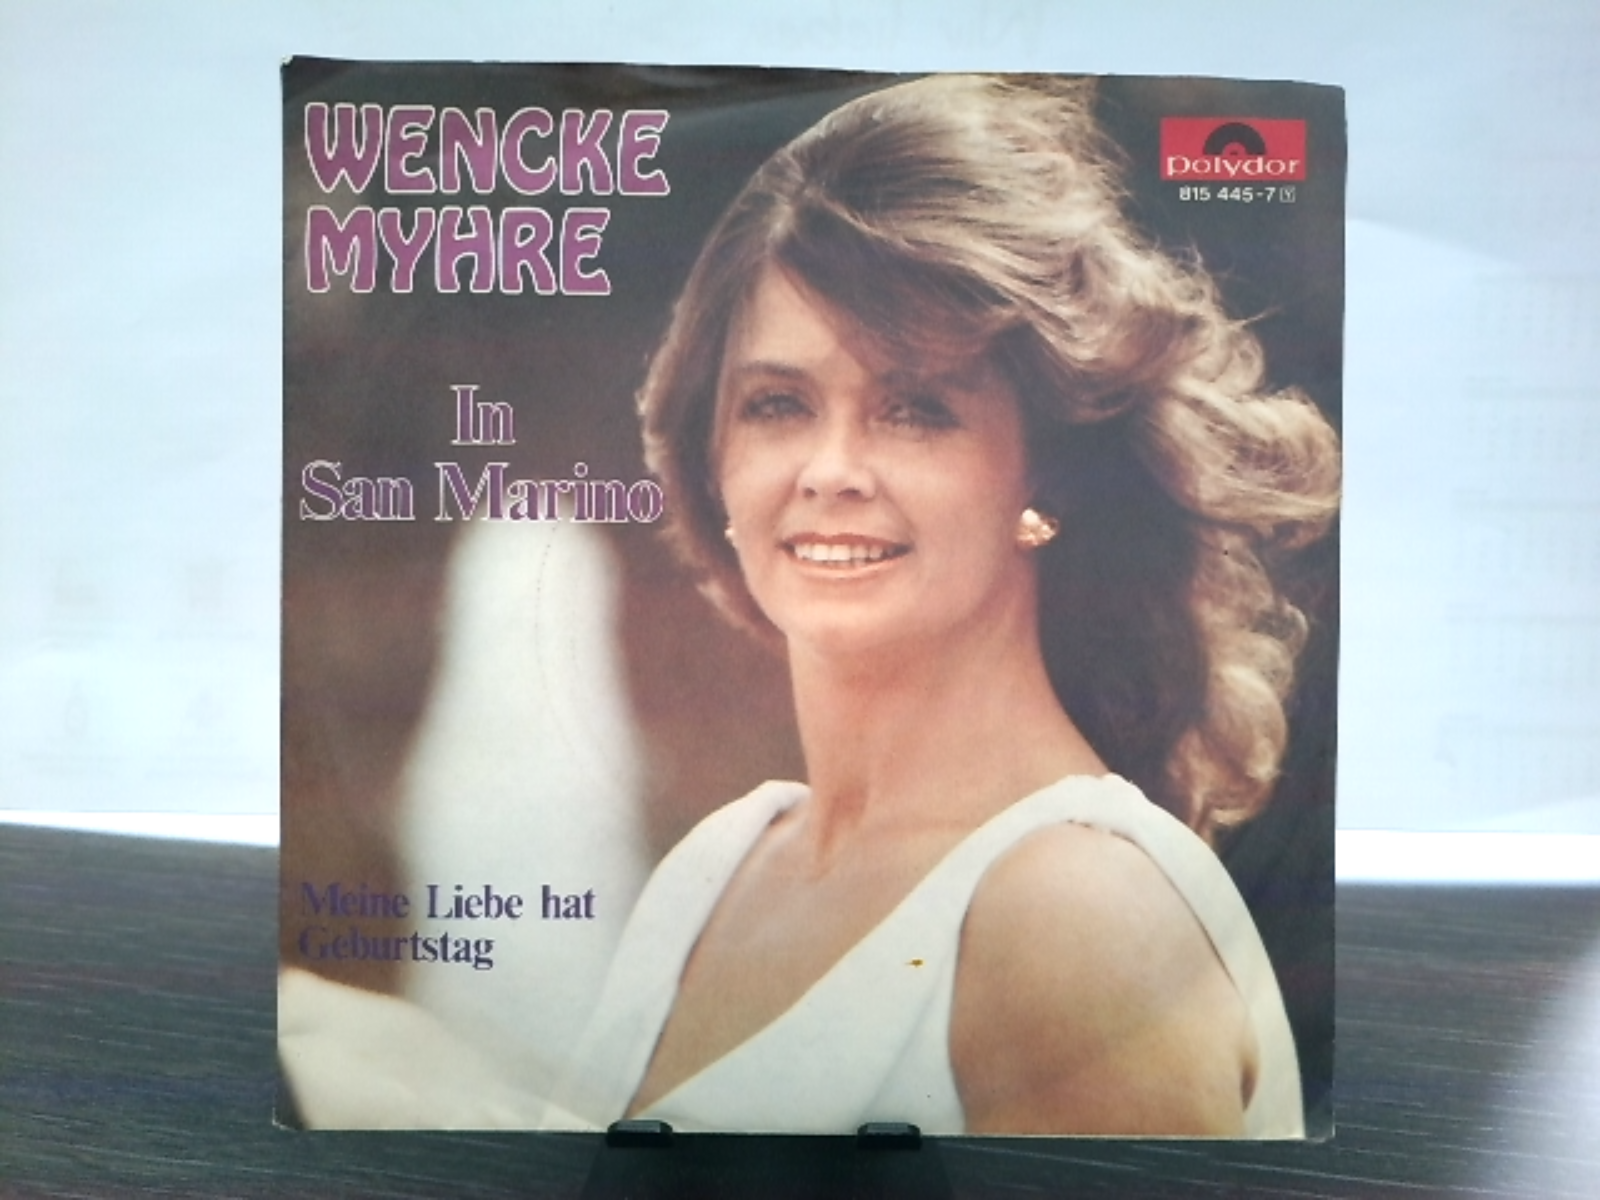 WENCKE
MYHRE
polydor
815 445-7 Y
In
San Marino
Meine Liebe hat
Geburtstag